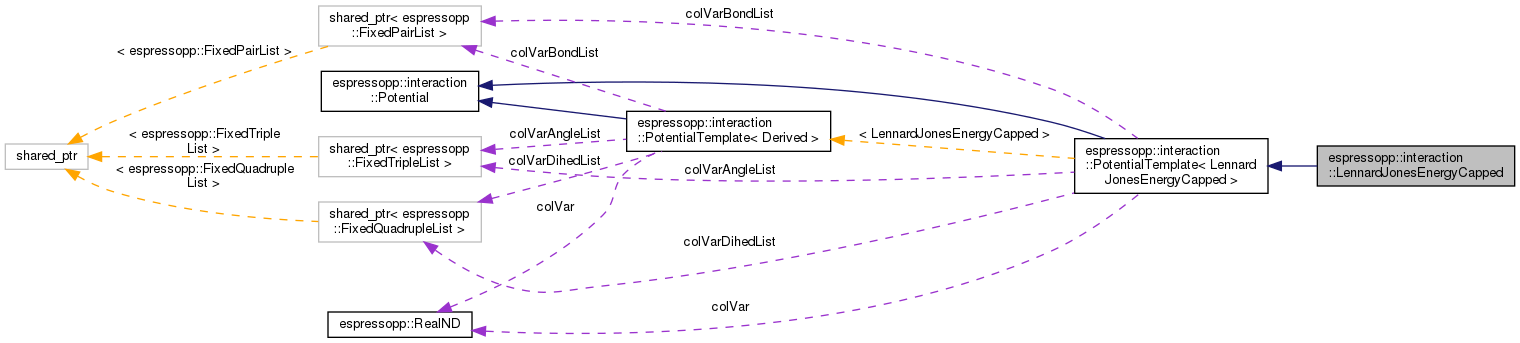 shared_ptr< espressopp
::FixedPairList >
colVarBondList
< espressopp::FixedPairList >
colVarBondList
espressopp::interaction
::Potential
espressopp::interaction
::PotentialTemplate< Derived >
< espressopp::FixedTriple
List >
colVarAngleList
< LennardJonesEnergyCapped >
shared_ptr
shared_ptr< espressopp
::FixedTripleList >
espressopp::interaction
::PotentialTemplate< Lennard
JonesEnergyCapped >
espressopp::interaction
::LennardJonesEnergyCapped
colVarDihedList
colVarAngleList
< espressopp::FixedQuadruple
List >
colVar
shared_ptr< espressopp
::FixedQuadrupleList >
colVarDihedList
colVar
espressopp::RealND